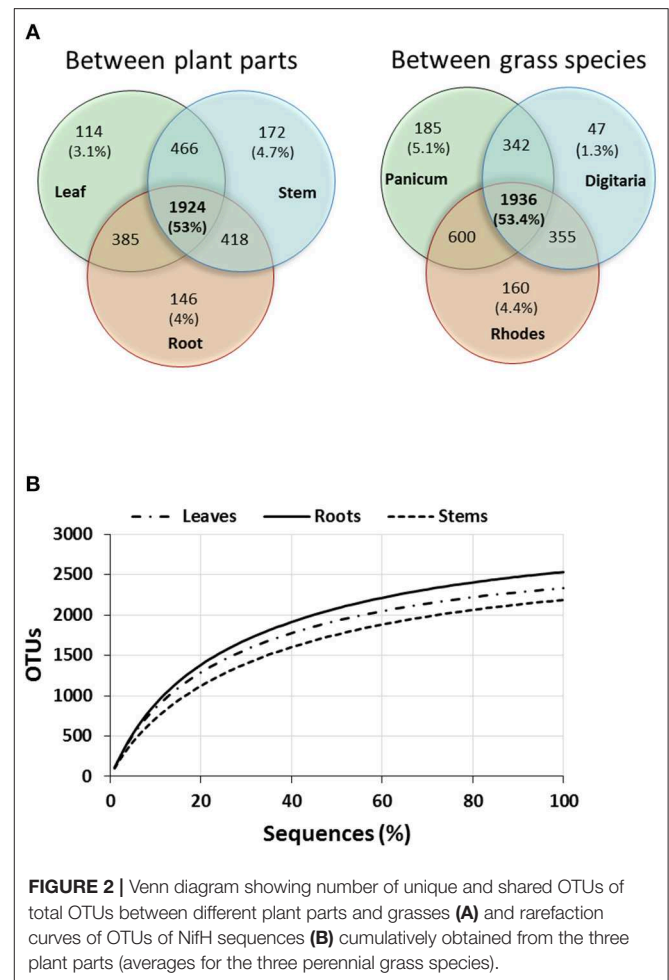 A
Between plant parts
114
(3.1%)
466
172
(4.7%)
Leaf
Stem
1924
(53%)
385
418
146
(4%)
Root
Between grass species
185
(5.1%)
342
47
(1.3%)
Panicum
Digitaria
1936
(53.4%)
600
355
160
(4.4%)
Rhodes
B
Leaves Roots Stems
3000
2500
2000
1500
1000
500
0
OTUs
0 20 40 60 80 100
Sequences (%)
FIGURE 2 | Venn diagram showing number of unique and shared OTUs of
total OTUs between different plant parts and grasses (A) and rarefaction
curves of OTUs of NifH sequences (B) cumulatively obtained from the three
plant parts (averages for the three perennial grass species).